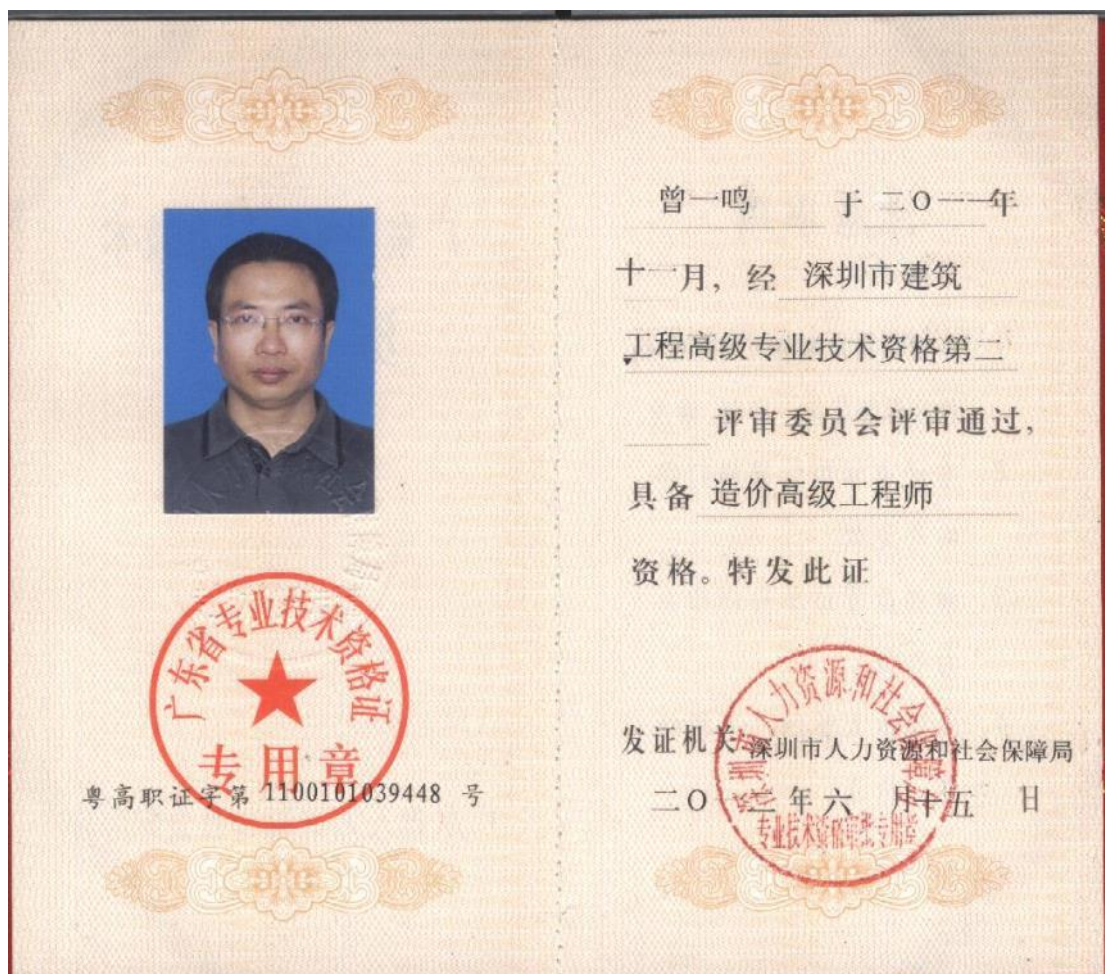 广东省专业技术资格证
专用章
粤高职证字第 1100101039448 号
曾一鸣 于 二O一一年
十一月, 经 深圳市建筑
工程高级专业技术资格第二
评审委员会评审通过,
具备 造价高级工程师
资格。特发此证
发证机关 深圳市人力资源和社会保障局
二O 二年 六 月十五 日
深圳市人力资源和社会保障局
专业技术资格审批专用章